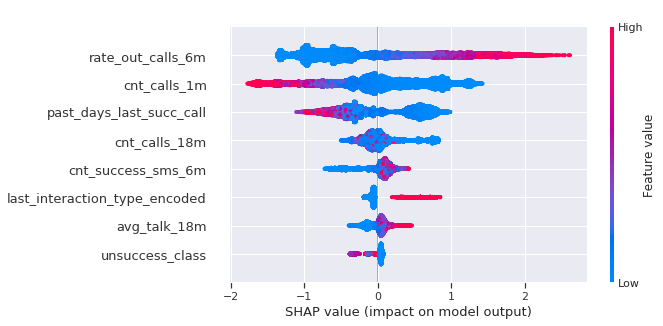 High
rate_out_calls_6m
cnt_calls_1m
past_days_last_succ_call
cnt_calls_18m
cnt_success_sms_6m
last_interaction_type_encoded
avg_talk_18m
unsuccess_class
Feature value
Low
−2 −1 0 1 2
SHAP value (impact on model output)